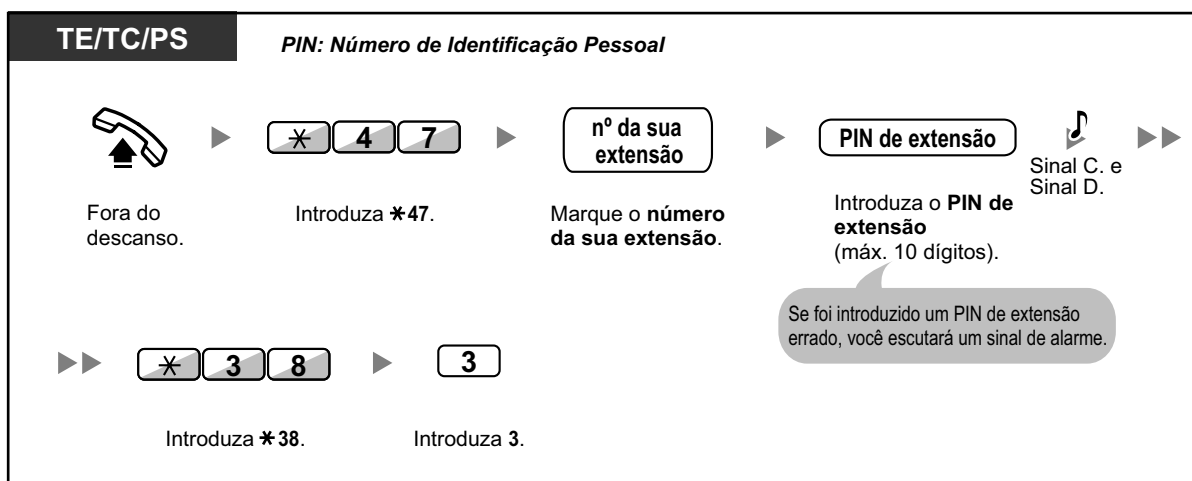 TE/TC/PS
PIN: Número de Identificação Pessoal
* 4 7
nº da sua
extensão
PIN de extensão
Sinal C. e
Sinal D.
Fora do
descanso.
Introduza *47.
Marque o número
da sua extensão.
Introduza o PIN de
extensão
(máx. 10 dígitos).
Se foi introduzido um PIN de extensão
errado, você escutará um sinal de alarme.
* 3 8
3
Introduza *38.
Introduza 3.